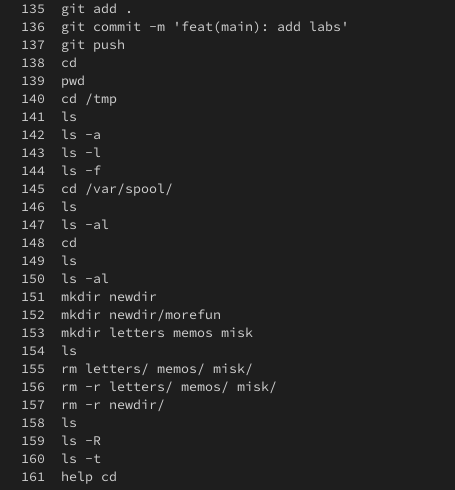 135 git add .
136 git commit -m 'feat(main): add labs'
137 git push
138 cd
139 pwd
140 cd /tmp
141 ls
142 ls -a
143 ls -l
144 ls -f
145 cd /var/spool/
146 ls
147 ls -al
148 cd
149 ls
150 ls -al
151 mkdir newdir
152 mkdir newdir/morefun
153 mkdir letters memos misk
154 ls
155 rm letters/ memos/ misk/
156 rm -r letters/ memos/ misk/
157 rm -r newdir/
158 ls
159 ls -R
160 ls -t
161 help cd